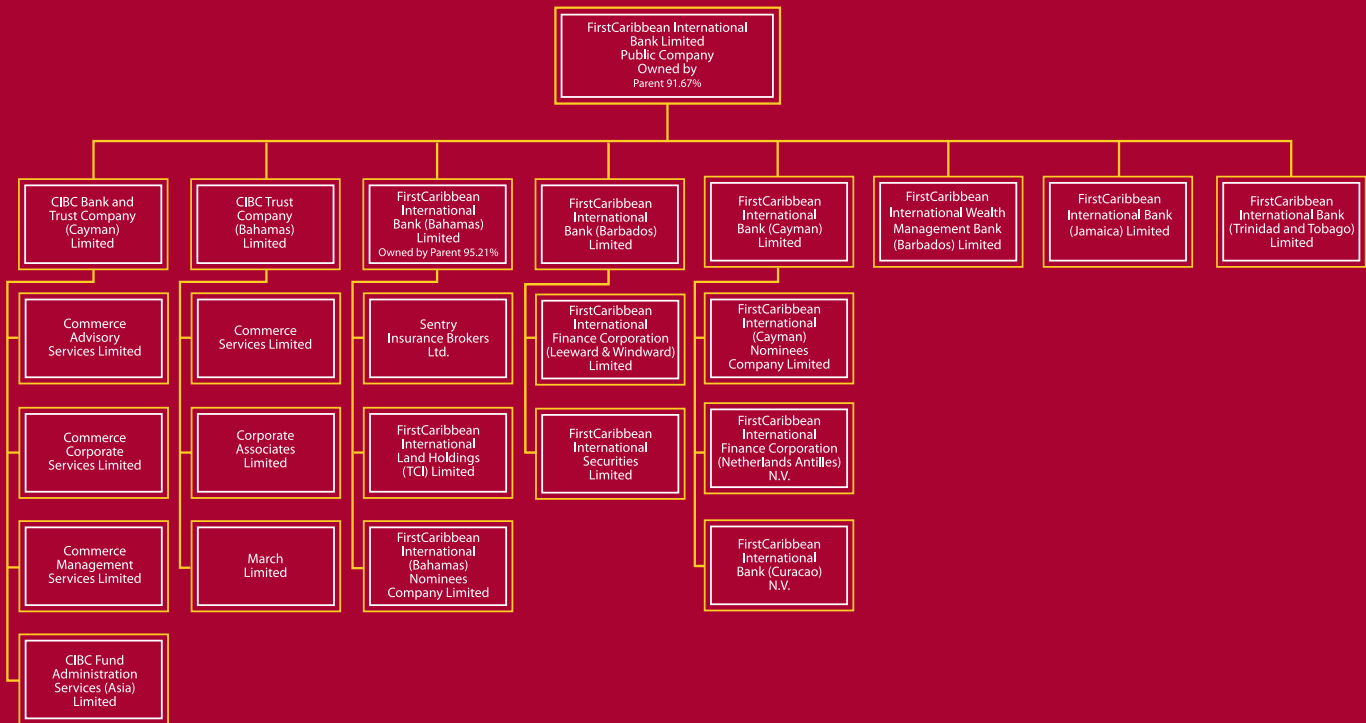 FirstCaribbean International
Bank Limited
Public Company
Owned by
Parent 91.67%
CIBC Bank and
Trust Company
(Cayman)
Limited
CIBC Trust
Company
(Bahamas)
Limited
FirstCaribbean
International
Bank (Bahamas)
Limited
Owned by Parent 95.21%
FirstCaribbean
International
Bank (Barbados)
Limited
FirstCaribbean
International
Bank (Cayman)
Limited
FirstCaribbean
International Wealth
Management Bank
(Barbados) Limited
FirstCaribbean
International Bank
(Jamaica) Limited
FirstCaribbean
International Bank
(Trinidad and Tobago)
Limited
Commerce
Advisory
Services Limited
Commerce
Services Limited
Sentry
Insurance Brokers
Ltd.
FirstCaribbean
International
Finance Corporation
(Leeward & Windward)
Limited
FirstCaribbean
International
(Cayman)
Nominees
Company Limited
Commerce
Corporate
Services Limited
Corporate
Associates
Limited
FirstCaribbean
International
Land Holdings
(TCI) Limited
FirstCaribbean
International
Securities
Limited
FirstCaribbean
International
Finance Corporation
(Netherlands Antilles)
N.V.
Commerce
Management
Services Limited
March
Limited
FirstCaribbean
International
(Bahamas)
Nominees
Company Limited
FirstCaribbean
International
Bank (Curacao)
N.V.
CIBC Fund
Administration
Services (Asia)
Limited